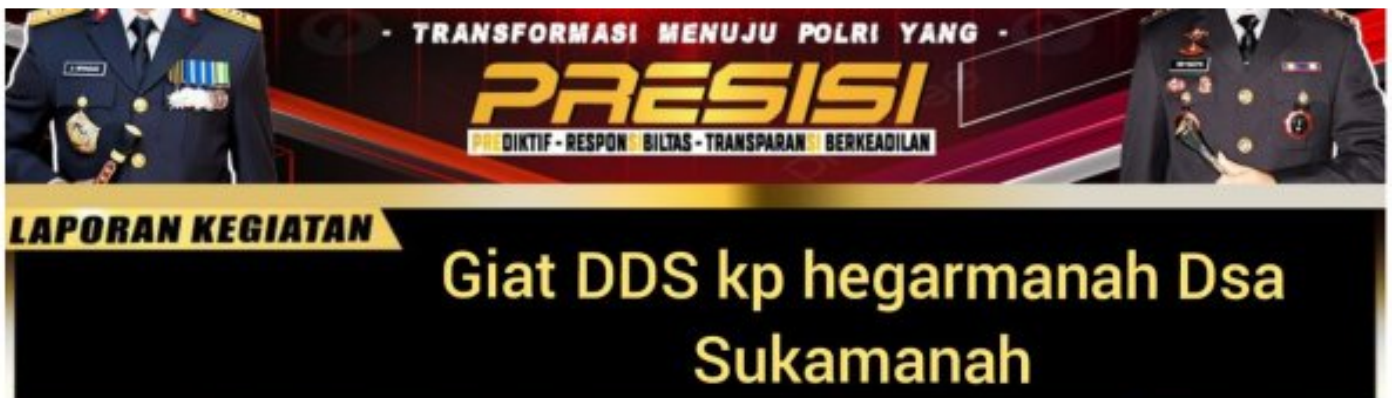 - TRANSFORMASI MENUJU POLRI YANG -
PRESISI
PREDIKTIF - RESPONSIBILTAS - TRANSPARANSI BERKEADILAN
LAPORAN KEGIATAN
Giat DDS kp hegarmanah Dsa
Sukamanah